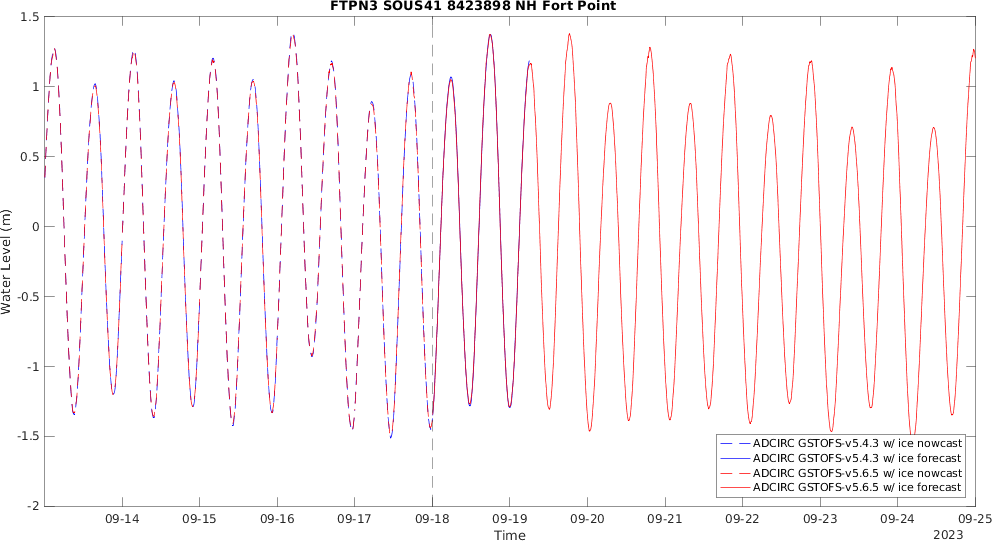 FTPN3 SOUS41 8423898 NH Fort Point
1.5
1
0.5
0
-0.5
-1
-1.5
-2
Water Level (m)
09-14 09-15 09-16 09-17 09-18 09-19 09-20 09-21 09-22 09-23 09-24 09-25
Time
2023
ADCIRC GSTOFS-v5.4.3 w/ ice nowcast
ADCIRC GSTOFS-v5.4.3 w/ ice forecast
ADCIRC GSTOFS-v5.6.5 w/ ice nowcast
ADCIRC GSTOFS-v5.6.5 w/ ice forecast